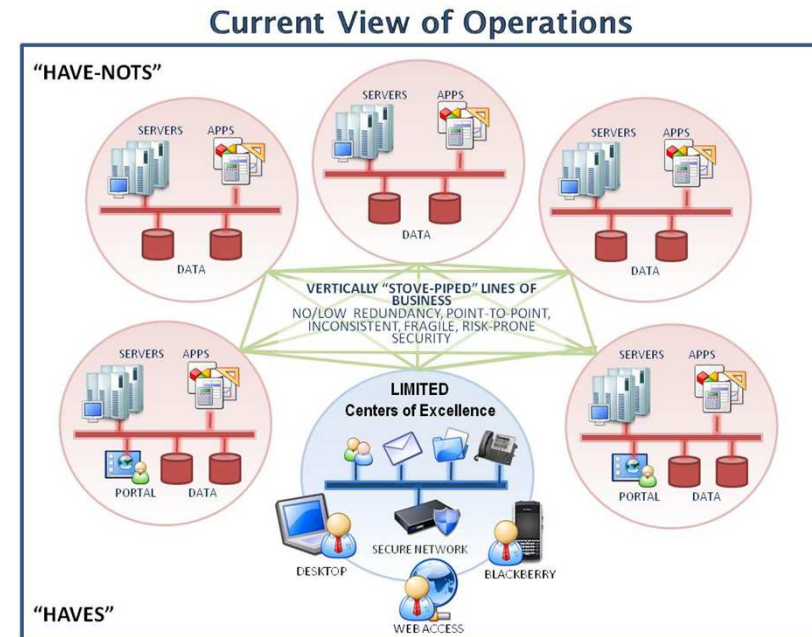 Current View of Operations
“HAVE-NOTS”
SERVERS APPS
DATA
SERVERS APPS
DATA
SERVERS APPS
DATA
VERTICALLY “STOVE-PIPED” LINES OF
BUSINESS
NO/LOW REDUNDANCY, POINT-TO-POINT,
INCONSISTENT, FRAGILE, RISK-PRONE
SECURITY
SERVERS APPS
PORTAL DATA
LIMITED
Centers of Excellence
SECURE NETWORK
DESKTOP
BLACKBERRY
WEB ACCESS
SERVERS APPS
PORTAL DATA
“HAVES”